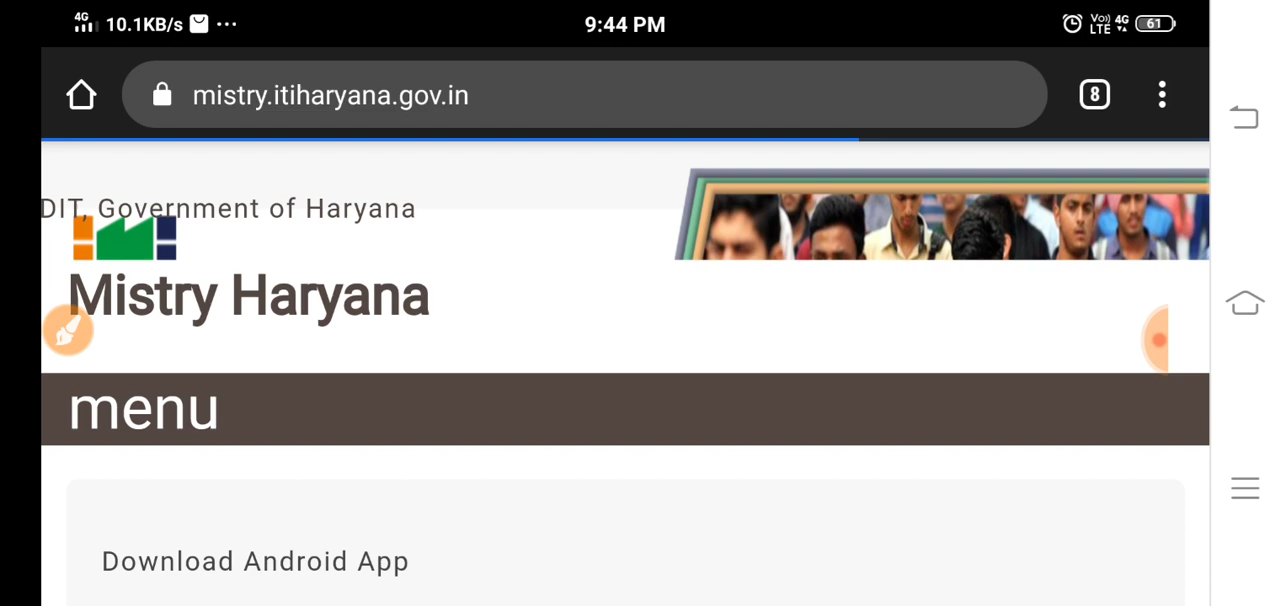 4G 10.1KB/s ... 9:44 PM Vo) LTE 4G 61
mistry.itiharyana.gov.in 8
DIT, Government of Haryana
Mistry Haryana
menu
Download Android App